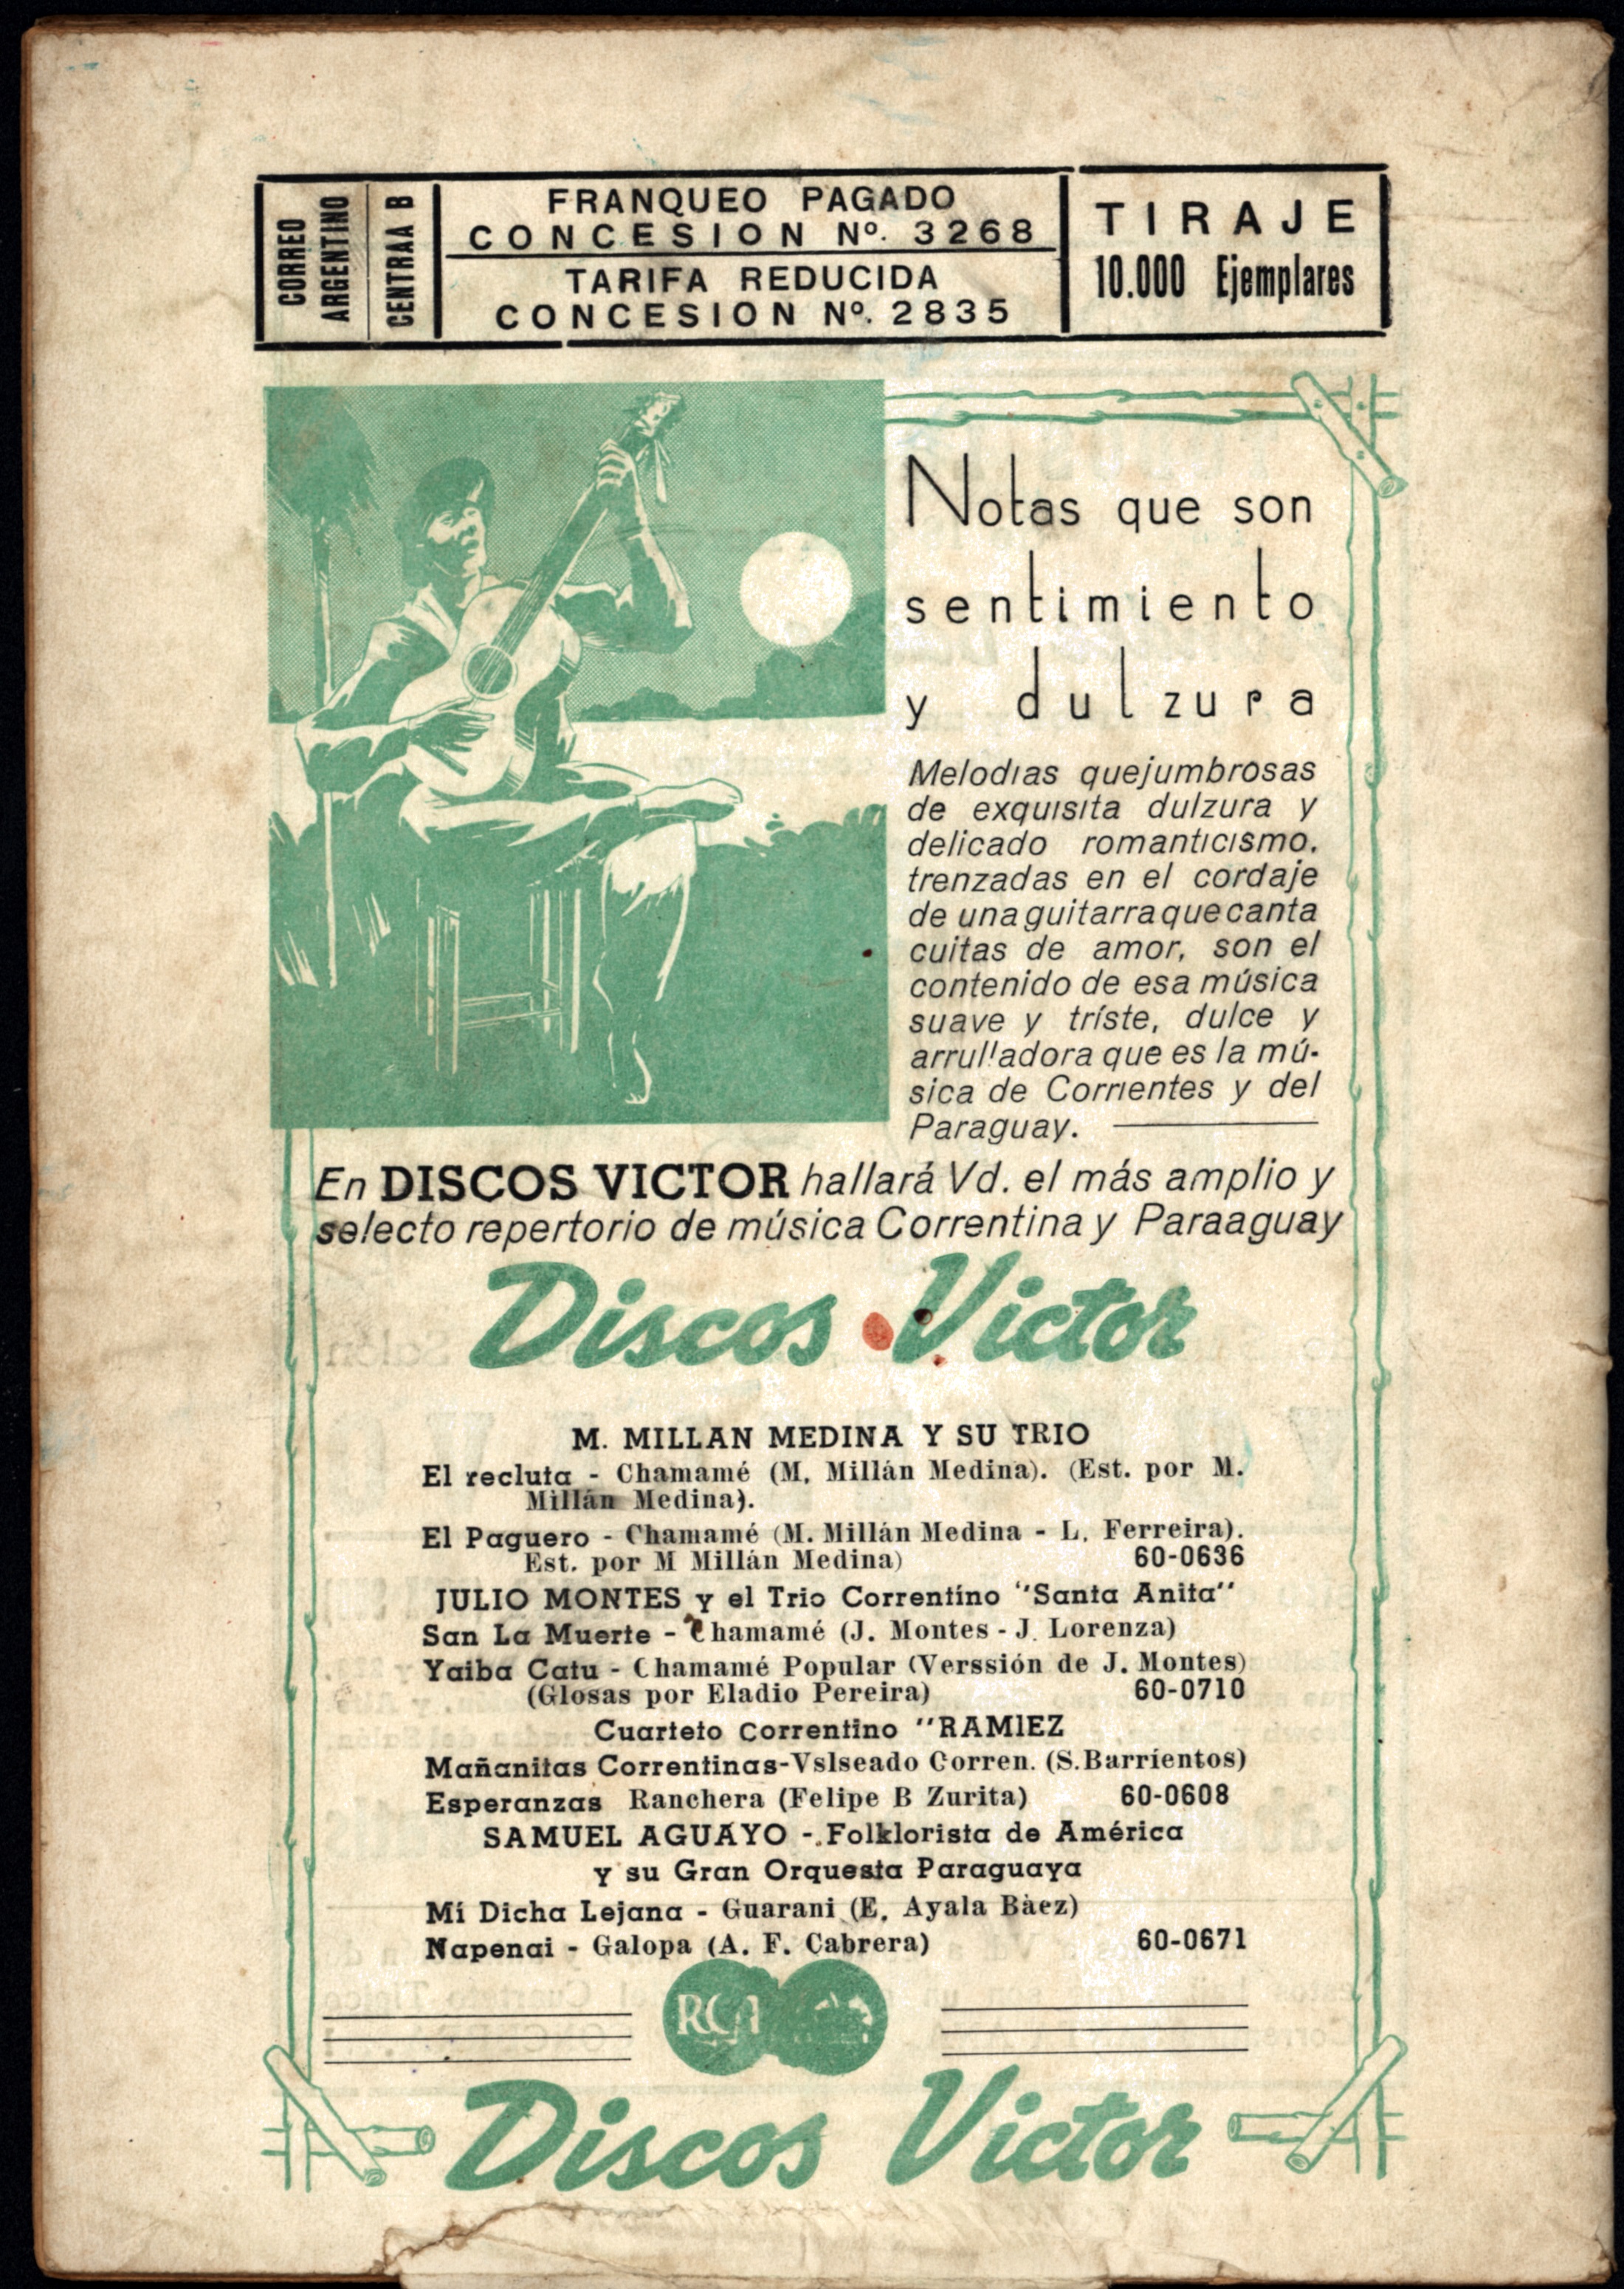 CORREO
ARGENTINO
CENTRAA B
FRANQUEO PAGADO
CONCESION Nº. 3268
TARIFA REDUCIDA
CONCESION Nº. 2835
TIRAJE
10.000 Ejemplares
Notas que son
sentimiento
y dulzura
Melodias quejumbrosas
de exquisita dulzura y
delicado romanticismo.
trenzadas en el cordaje
de una guitarra que canta
cuitas de amor, son el
contenido de esa música
suave y tríste, dulce y
arrulladora que es la mú-
sica de Corrientes y del
Paraguay.
En DISCOS VICTOR hallará Vd. el más amplio y
selecto repertorio de música Correntina y Paraaguay
Discos Victor
M. MILLAN MEDINA Y SU TRIO
El recluta - Chamamé (M. Millán Medina). (Est. por M.
Millán Medina).
El Paguero - Chamamé (M. Millán Medina - L. Ferreira).
Est. por M Millán Medina) 60-0636
JULIO MONTES y el Trio Correntíno "Santa Anita"
San La Muerte - Chamamé (J. Montes - J. Lorenza)
Yaiba Catu - Chamamé Popular (Verssión de J. Montes)
(Glosas por Eladio Pereira) 60-0710
Cuarteto Correntino "RAMIEZ
Mañanitas Correntinas-Vslseado Corren. (S.Barríentos)
Esperanzas Ranchera (Felipe B Zurita) 60-0608
SAMUEL AGUAYO - Folklorista de América
y su Gran Orquesta Paraguaya
Mí Dicha Lejana - Guarani (E. Ayala Bàez)
Napenai - Galopa (A. F. Cabrera) 60-0671
RCA
Discos Victor